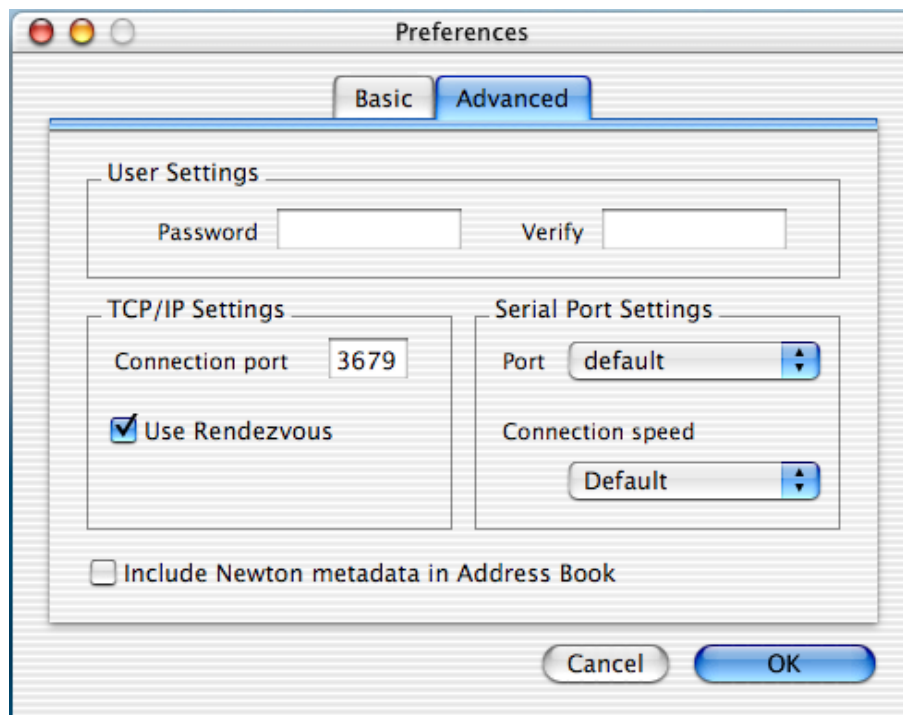 Preferences
Basic Advanced
User Settings
Password Verify
TCP/IP Settings Serial Port Settings
Connection port 3679 Port default
Use Rendezvous Connection speed
Default
Include Newton metadata in Address Book
Cancel OK